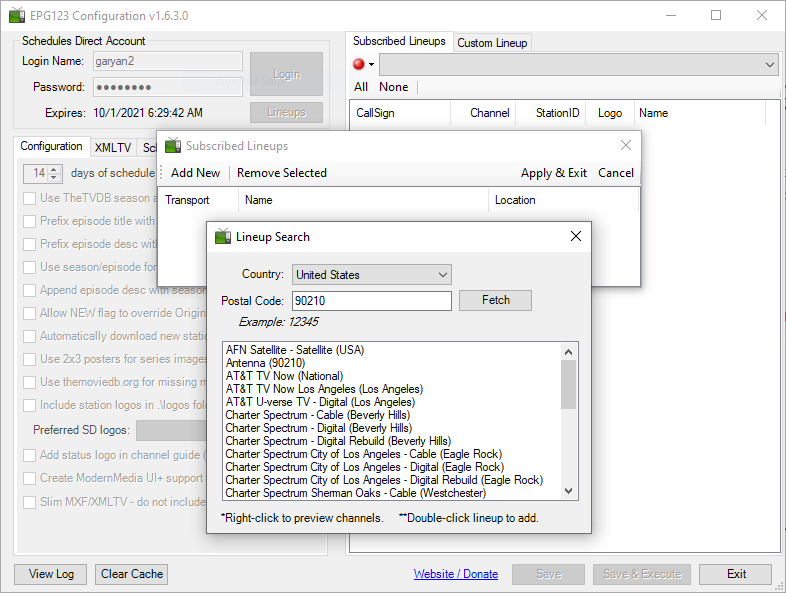 EPG123 Configuration v1.6.3.0
Schedules Direct Account
Login Name: garyan2
Login
Password: ●●●●●●●●
Expires: 10/1/2021 6:29:42 AM
Lineups
Subscribed Lineups Custom Lineup
All None
CallSign Channel StationID Logo Name
Configuration XMLTV
14 days of schedule
Use TheTVDB season
Prefix episode title with
Prefix episode desc with
Use season/episode for
Append episode desc with season
Allow NEW flag to override Origin
Automatically download new static
Use 2x3 posters for series images
Use themoviedb.org for missing m
Include station logos in .\logos fol
Preferred SD logos:
Add status logo in channel guide (
Create ModernMedia UI+ support
Slim MXF/XMLTV - do not include
Subscribed Lineups
Add New Remove Selected Apply & Exit Cancel
Transport Name Location
Lineup Search
Country: United States
Postal Code: 90210 Fetch
Example: 12345
AFN Satellite - Satellite (USA)
Antenna (90210)
AT&T TV Now (National)
AT&T TV Now Los Angeles (Los Angeles)
AT&T U-verse TV - Digital (Los Angeles)
Charter Spectrum - Cable (Beverly Hills)
Charter Spectrum - Digital (Beverly Hills)
Charter Spectrum - Digital Rebuild (Beverly Hills)
Charter Spectrum City of Los Angeles - Cable (Eagle Rock)
Charter Spectrum City of Los Angeles - Digital (Eagle Rock)
Charter Spectrum City of Los Angeles - Digital Rebuild (Eagle Rock)
Charter Spectrum Sherman Oaks - Cable (Westchester)
*Right-click to preview channels. **Double-click lineup to add.
View Log Clear Cache Website / Donate Save Save & Execute Exit